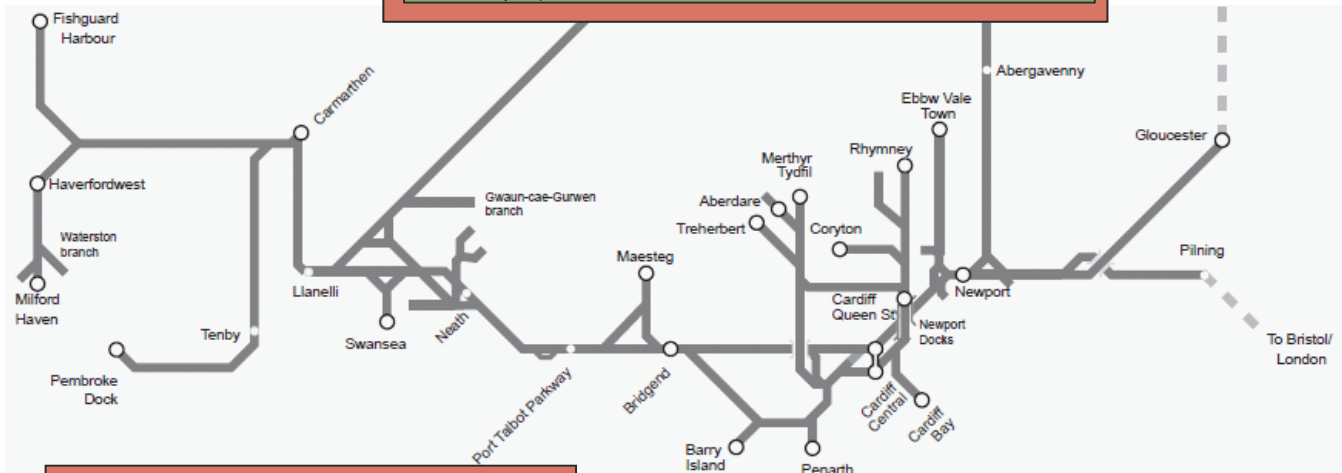 Fishguard
Harbour
Carmarthen
Abergavenny
Ebbw Vale
Town
Gloucester
Rhymney
Merthyr
Tydfil
Haverfordwest
Gwaun-cae-Gurwen
branch
Aberdare
Treherbert
Coryton
Waterston
branch
Maesteg
Pilning
Milford
Haven
Llanelli
Cardiff
Queen St
Newport
Newport
Docks
Tenby
Swansea
Neath
To Bristol/
London
Pembroke
Dock
Port Talbot Parkway
Bridgend
Cardiff
Central
Cardiff
Bay
Barry
Island
Penarth